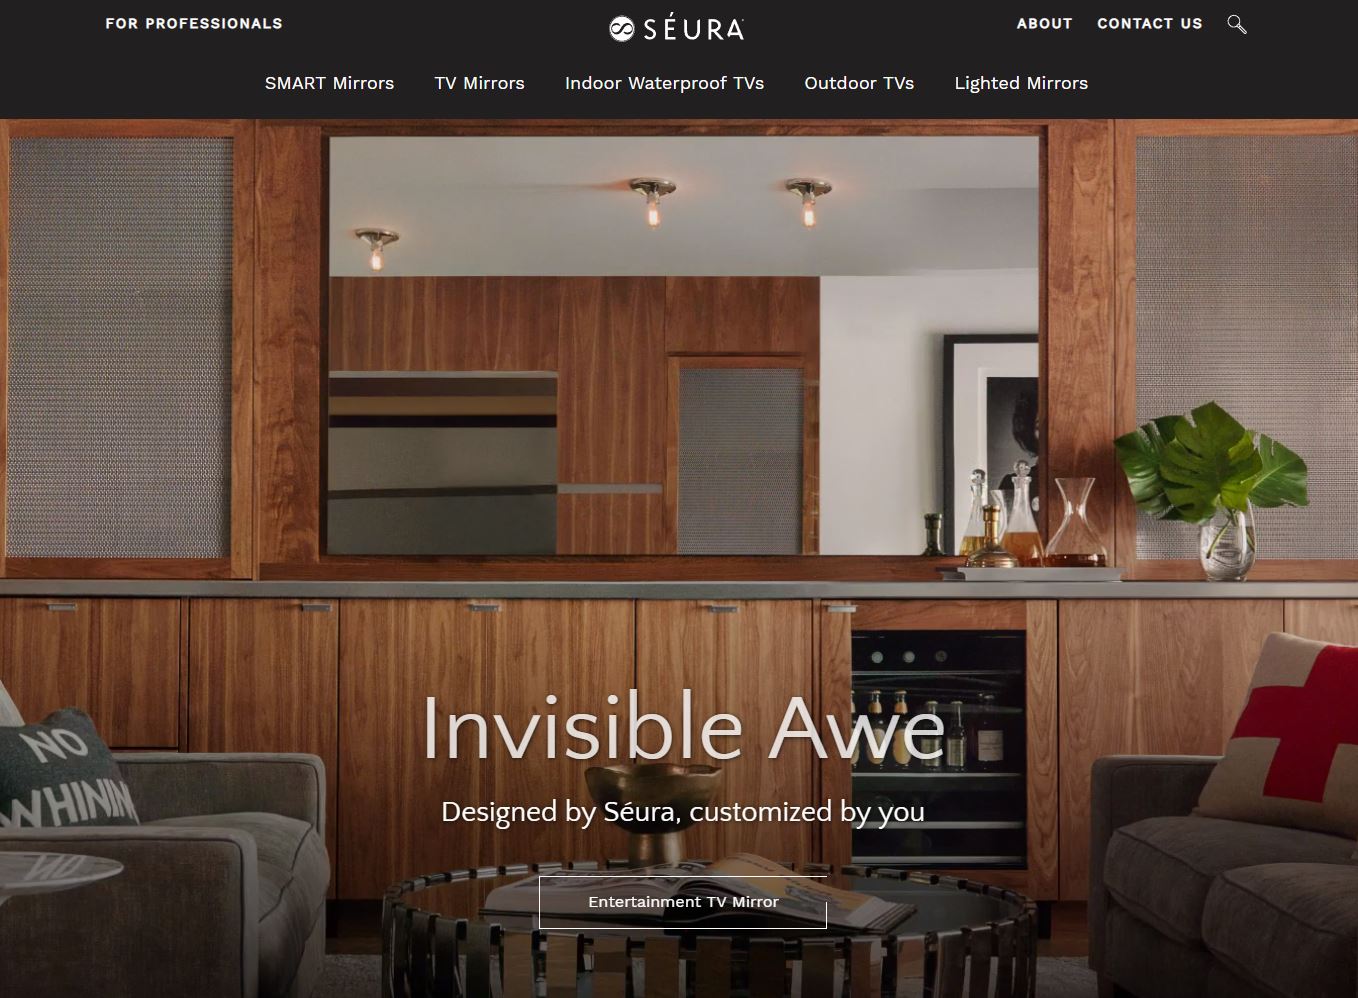 FOR PROFESSIONALS
SÉURA
ABOUT
CONTACT US
SMART Mirrors
TV Mirrors
Indoor Waterproof TVs
Outdoor TVs
Lighted Mirrors
Invisible Awe
NO
WHININ
Designed by Séura, customized by you
Entertainment TV Mirror